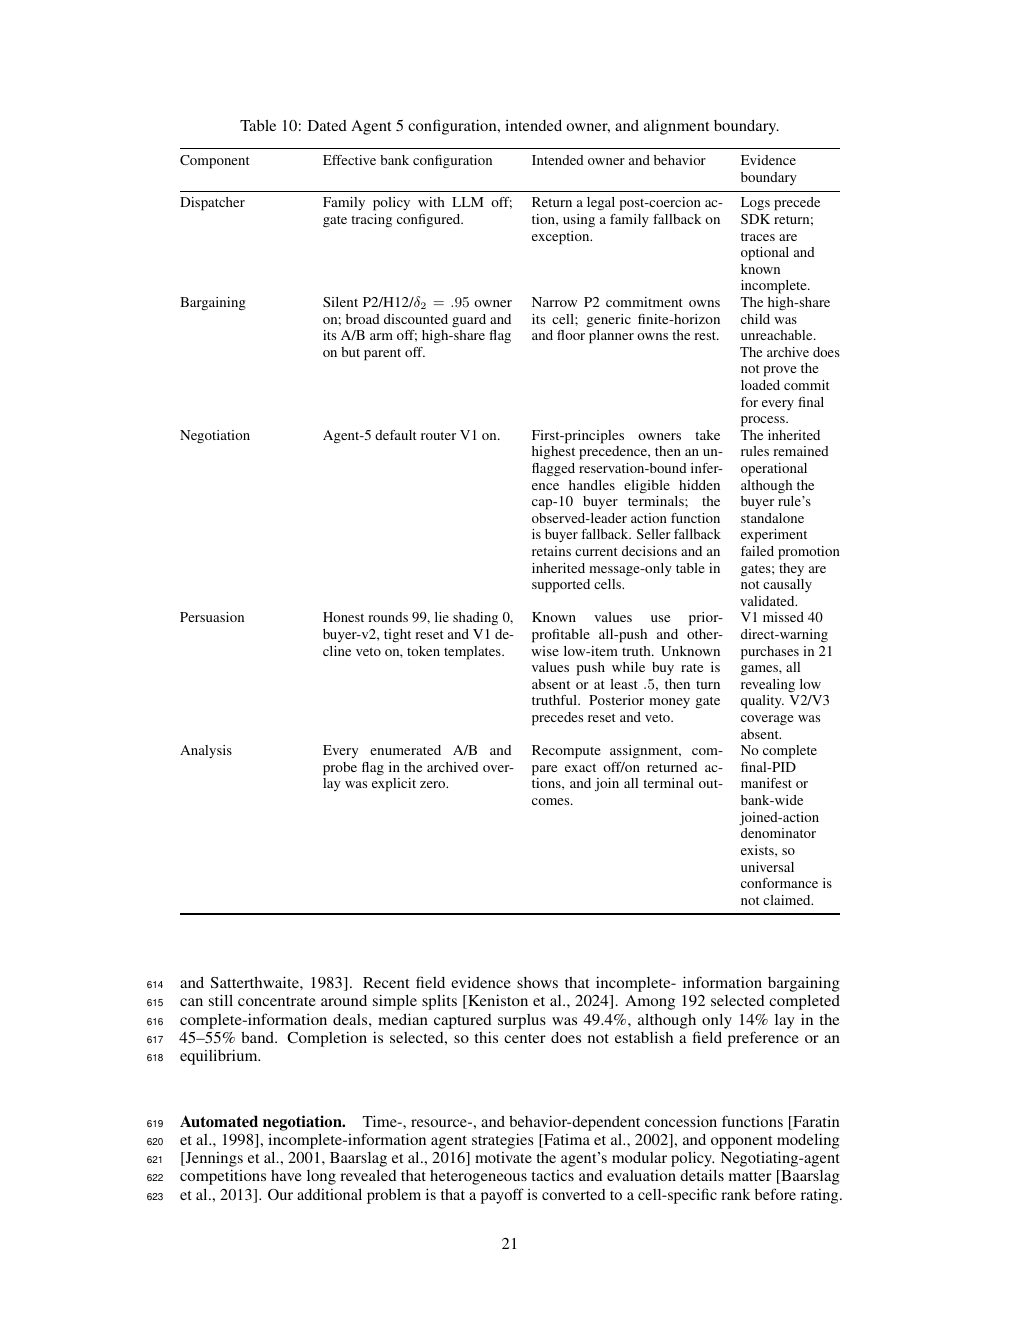 Table 10: Dated Agent 5 configuration, intended owner, and alignment boundary.
Component
Effective bank configuration
Intended owner and behavior
Evidence
boundary
Dispatcher
Family policy with LLM off;
gate tracing configured.
Return a legal post-coercion ac-
tion, using a family fallback on
exception.
Logs precede
SDK return;
traces are
optional and
known
incomplete.
Bargaining
Silent P2/H12/δ₂ = .95 owner
on; broad discounted guard and
its A/B arm off; high-share flag
on but parent off.
Narrow P2 commitment owns
its cell; generic finite-horizon
and floor planner owns the rest.
The high-share
child was
unreachable.
The archive does
not prove the
loaded commit
for every final
process.
Negotiation
Agent-5 default router V1 on.
First-principles owners take
highest precedence, then an un-
flagged reservation-bound infer-
ence handles eligible hidden
cap-10 buyer terminals; the
observed-leader action function
is buyer fallback. Seller fallback
retains current decisions and an
inherited message-only table in
supported cells.
The inherited
rules remained
operational
although the
buyer rule's
standalone
experiment
failed promotion
gates; they are
not causally
validated.
Persuasion
Honest rounds 99, lie shading 0,
buyer-v2, tight reset and V1 de-
cline veto on, token templates.
Known values use prior-
profitable all-push and other-
wise low-item truth. Unknown
values push while buy rate is
absent or at least .5, then turn
truthful. Posterior money gate
precedes reset and veto.
V1 missed 40
direct-warning
purchases in 21
games, all
revealing low
quality. V2/V3
coverage was
absent.
Analysis
Every enumerated A/B and
probe flag in the archived over-
lay was explicit zero.
Recompute assignment, com-
pare exact off/on returned ac-
tions, and join all terminal out-
comes.
No complete
final-PID
manifest or
bank-wide
joined-action
denominator
exists, so
universal
conformance is
not claimed.
614 and Satterthwaite, 1983]. Recent field evidence shows that incomplete- information bargaining
615 can still concentrate around simple splits [Keniston et al., 2024]. Among 192 selected completed
616 complete-information deals, median captured surplus was 49.4%, although only 14% lay in the
617 45–55% band. Completion is selected, so this center does not establish a field preference or an
618 equilibrium.
619 Automated negotiation. Time-, resource-, and behavior-dependent concession functions [Faratin
620 et al., 1998], incomplete-information agent strategies [Fatima et al., 2002], and opponent modeling
621 [Jennings et al., 2001, Baarslag et al., 2016] motivate the agent's modular policy. Negotiating-agent
622 competitions have long revealed that heterogeneous tactics and evaluation details matter [Baarslag
623 et al., 2013]. Our additional problem is that a payoff is converted to a cell-specific rank before rating.
21